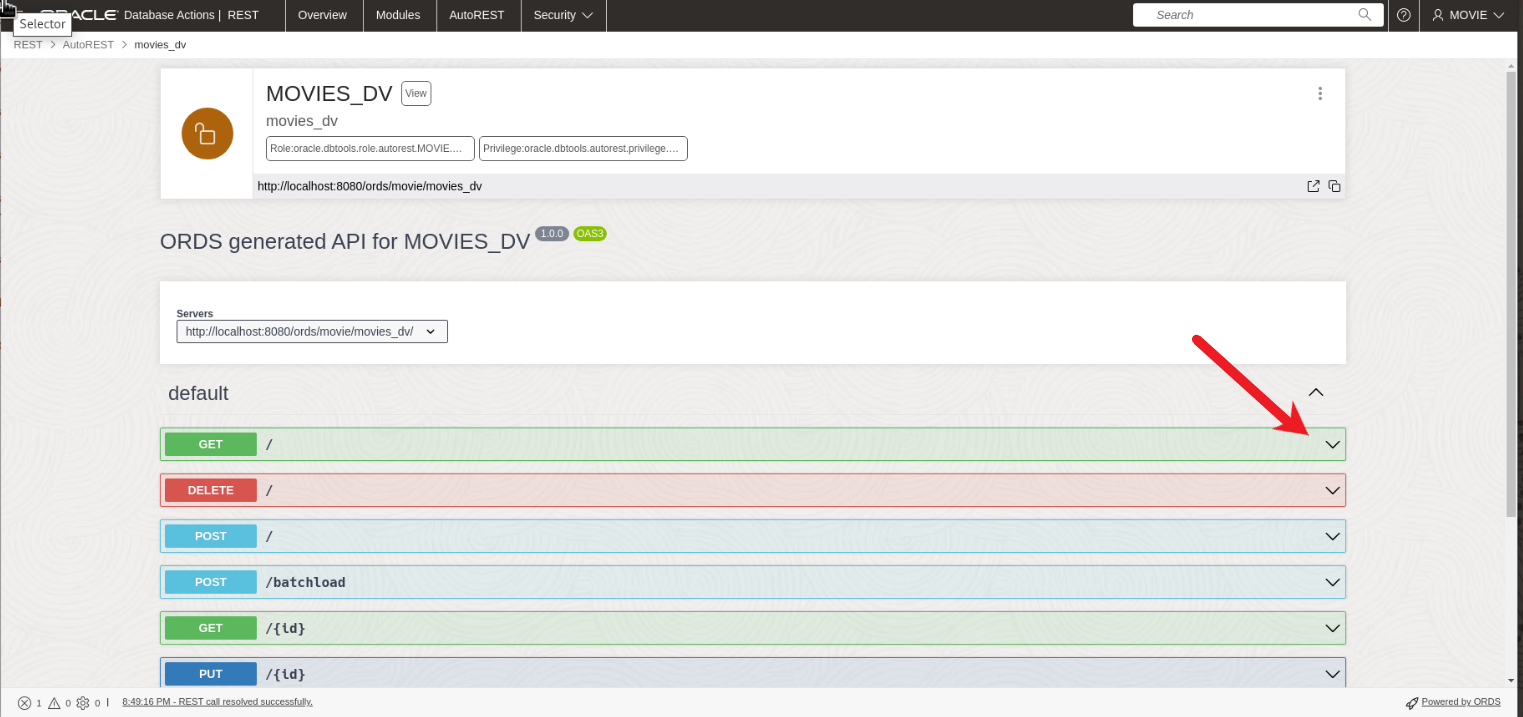 ORACLE Database Actions | REST Overview Modules AutoREST Security Search MOVIE
Selector
REST > AutoREST > movies_dv
MOVIES_DV View
movies_dv
Role:oracle.dbtools.role.autorest.MOVIE.... Privilege:oracle.dbtools.autorest.privilege....
http://localhost:8080/ords/movie/movies_dv
ORDS generated API for MOVIES_DV 1.0.0 OAS3
Servers
http://localhost:8080/ords/movie/movies_dv/
default
GET /
DELETE /
POST /
POST /batchload
GET /{id}
PUT /{id}
1 0 0 | 8:49:16 PM - REST call resolved successfully. Powered by ORDS